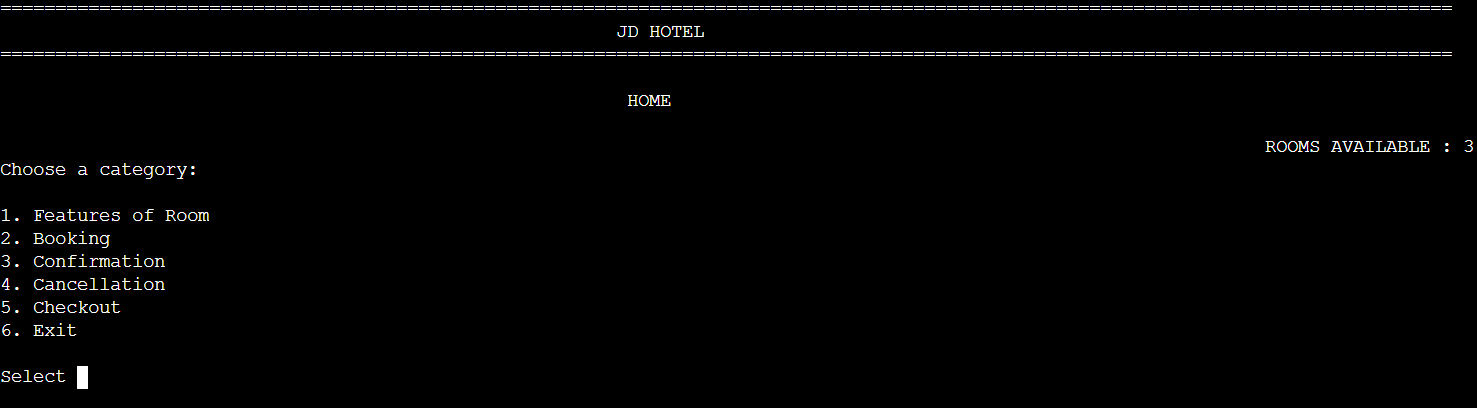 ====================================================================================================================================
JD HOTEL
====================================================================================================================================
HOME
ROOMS AVAILABLE : 3
Choose a category:
1. Features of Room
2. Booking
3. Confirmation
4. Cancellation
5. Checkout
6. Exit
Select